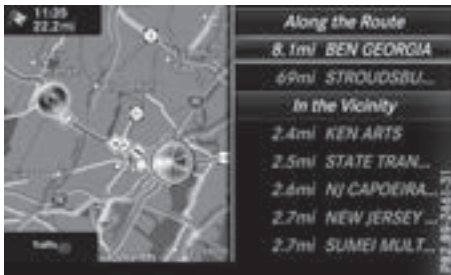 11:35
22.2mi
Traffic
Along the Route
8.1mi BEN GEORGIA
69mi STROUDSBU...
In the Vicinity
2.4mi KEN ARTS
2.5mi STATE TRAN...
2.6mi NJ CAPOEIRA...
2.7mi NEW JERSEY ...
2.7mi SUMEI MULT...